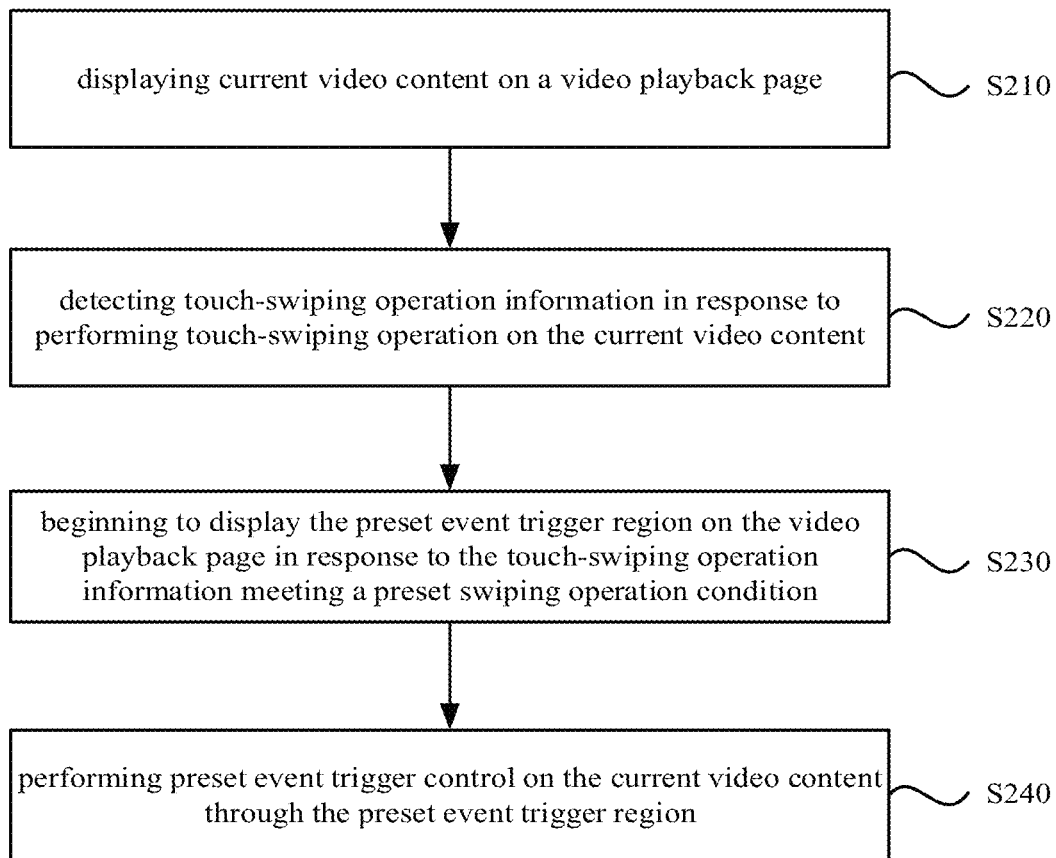 displaying current video content on a video playback page
S210
detecting touch-swiping operation information in response to
performing touch-swiping operation on the current video content
S220
beginning to display the preset event trigger region on the video
playback page in response to the touch-swiping operation
information meeting a preset swiping operation condition
S230
performing preset event trigger control on the current video content
through the preset event trigger region
S240